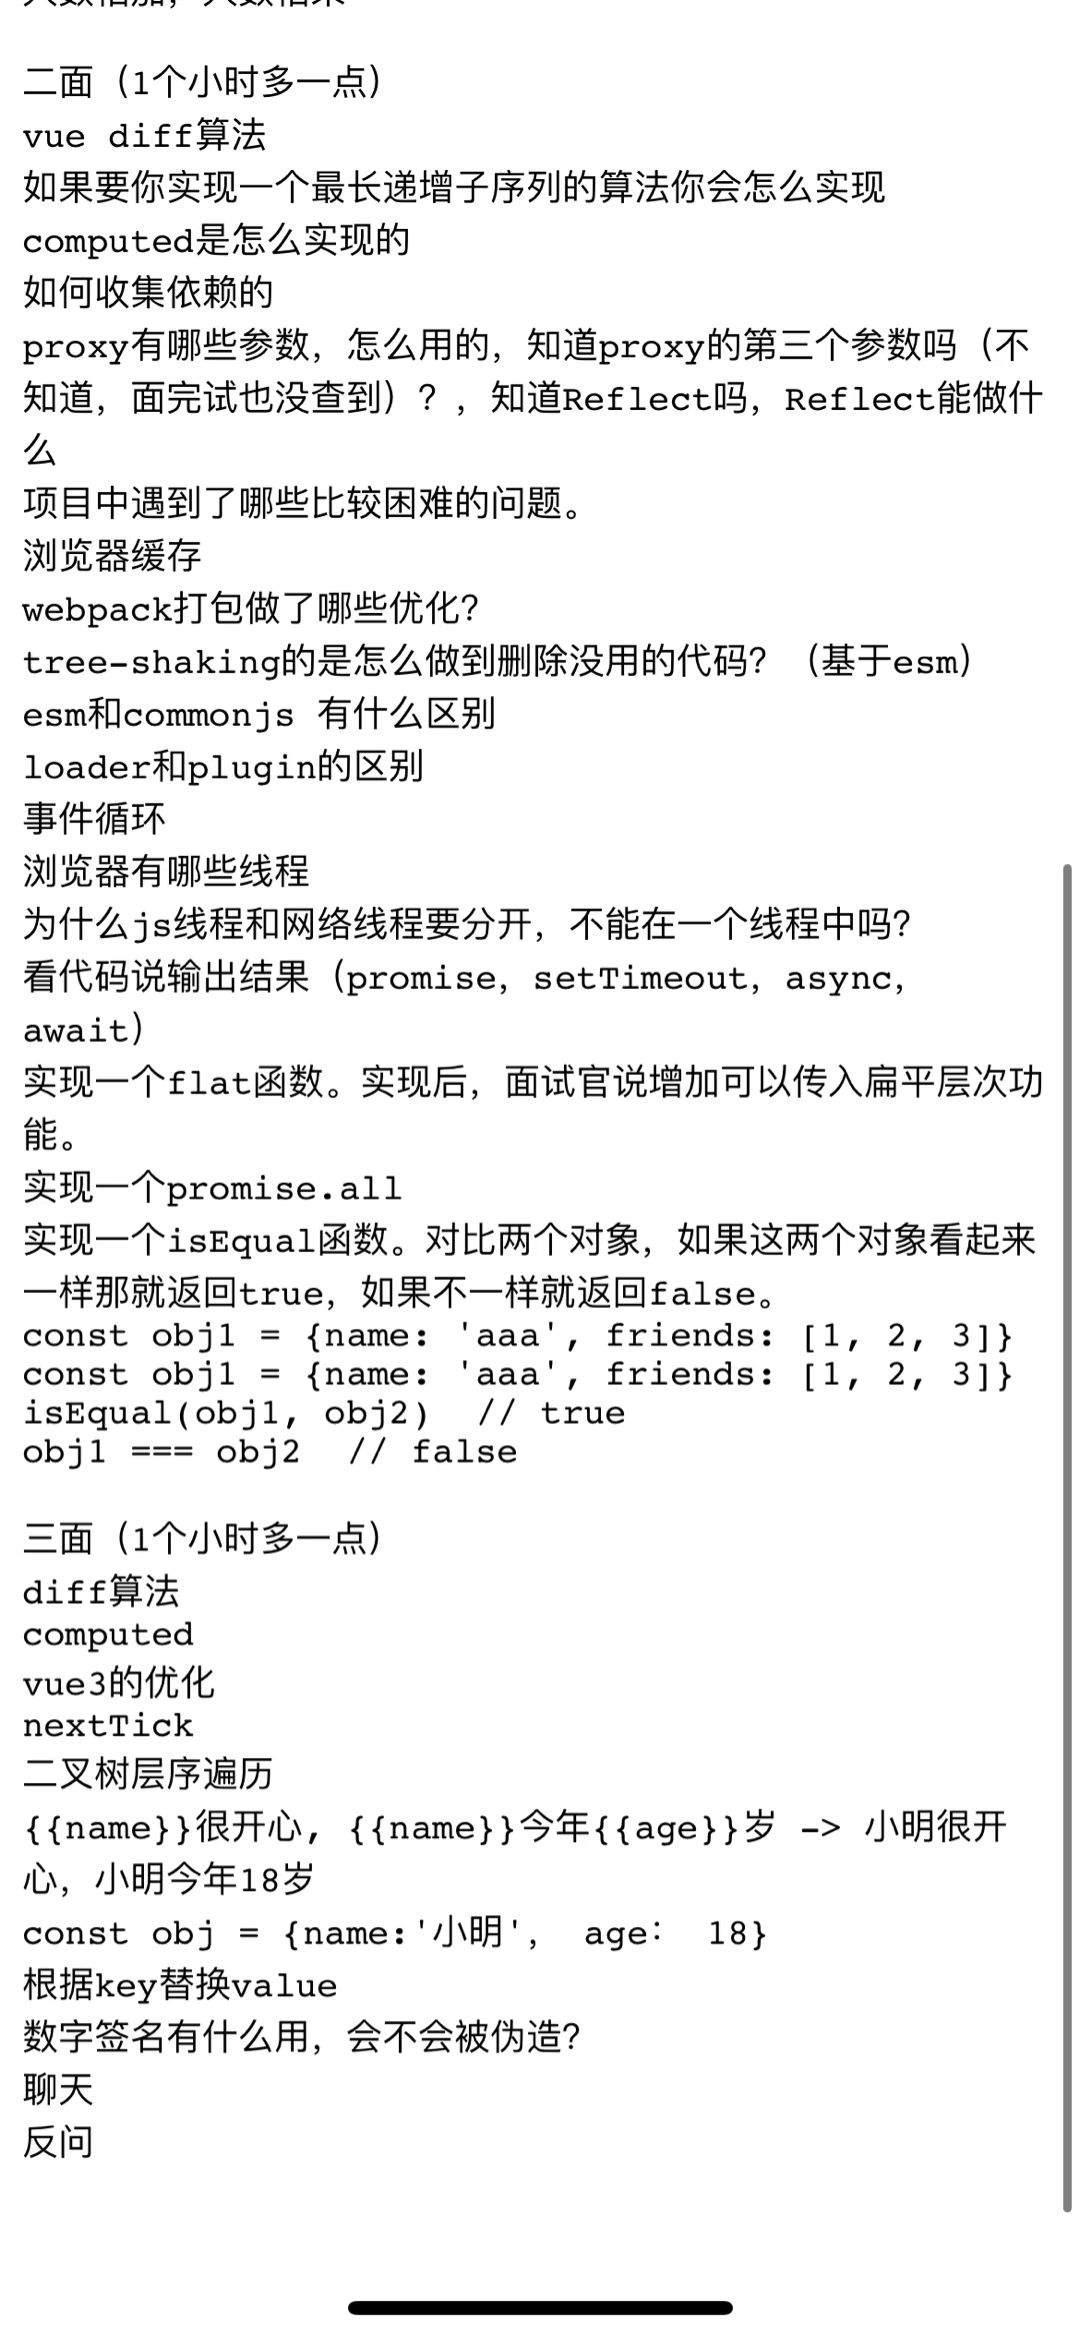 二面（1个小时多一点）
vue diff算法
如果要你实现一个最长递增子序列的算法你会怎么实现
computed是怎么实现的
如何收集依赖的
proxy有哪些参数，怎么用的，知道proxy的第三个参数吗（不
知道，面完试也没查到）？，知道Reflect吗，Reflect能做什
么
项目中遇到了哪些比较困难的问题。
浏览器缓存
webpack打包做了哪些优化？
tree-shaking的是怎么做到删除没用的代码？（基于esm）
esm和commonjs 有什么区别
loader和plugin的区别
事件循环
浏览器有哪些线程
为什么js线程和网络线程要分开，不能在一个线程中吗？
看代码说输出结果（promise，setTimeout，async，
await）
实现一个flat函数。实现后，面试官说增加可以传入扁平层次功
能。
实现一个promise.all
实现一个isEqual函数。对比两个对象，如果这两个对象看起来
一样那就返回true，如果不一样就返回false。
const obj1 = {name: 'aaa', friends: [1, 2, 3]}
const obj1 = {name: 'aaa', friends: [1, 2, 3]}
isEqual(obj1, obj2)  // true
obj1 === obj2  // false
三面（1个小时多一点）
diff算法
computed
vue3的优化
nextTick
二叉树层序遍历
{{name}}很开心, {{name}}今年{{age}}岁 -> 小明很开
心，小明今年18岁
const obj = {name:'小明',  age： 18}
根据key替换value
数字签名有什么用，会不会被伪造？
聊天
反问